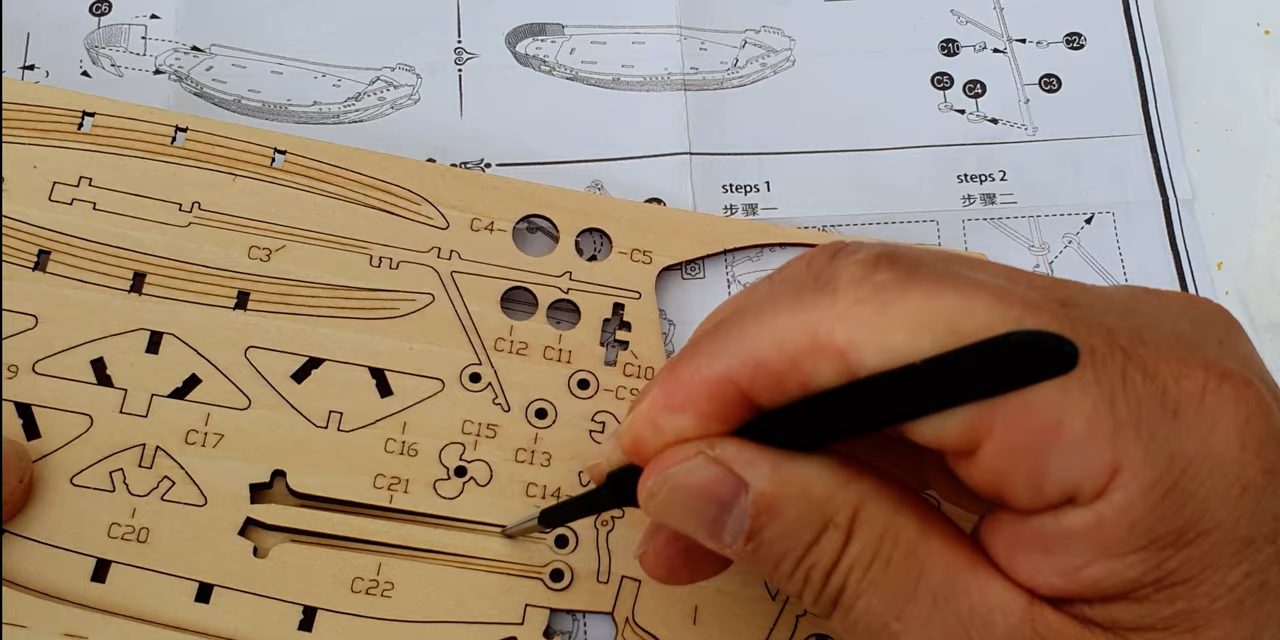 C6
C10
C24
C5
C4
C3
steps 1
步骤一
steps 2
步骤二
C4
C5
C3
C12
C11
C10
C9
9
C17
C16
C15
C13
C14
C21
C20
C22